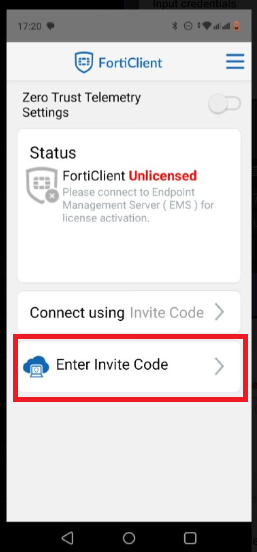 Input credentials
17:20
FortiClient
Zero Trust Telemetry
Settings
Status
FortiClient Unlicensed
Please connect to Endpoint
Management Server ( EMS ) for
license activation.
Connect using Invite Code
Enter Invite Code